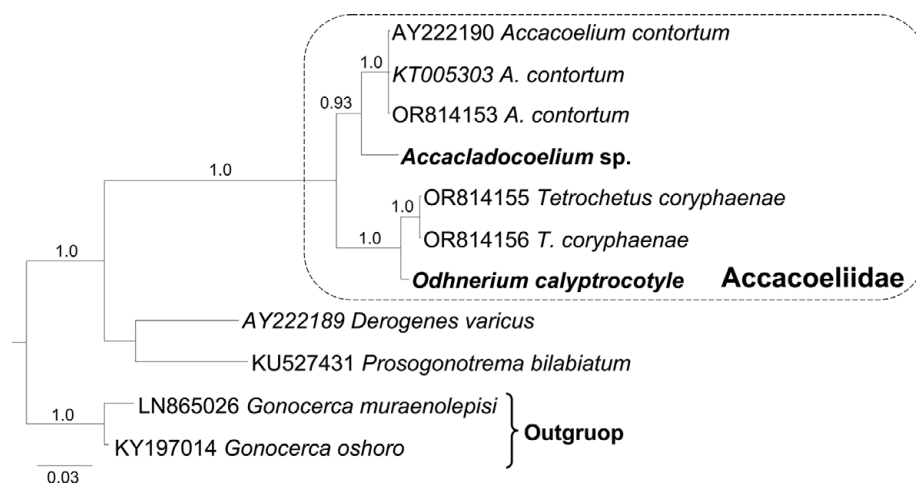 AY222190 Accacoelium contortum
1.0
KT005303 A. contortum
0.93
OR814153 A. contortum
Accacladocoelium sp.
1.0
OR814155 Tetrochetus coryphaenae
1.0
OR814156 T. coryphaenae
1.0
Odhnerium calyptrocotyle
Accacoeliidae
1.0
AY222189 Derogenes varicus
KU527431 Prosogonotrema bilabiatum
LN865026 Gonocerca muraenolepisi
1.0
Outgruop
KY197014 Gonocerca oshoro
0.03